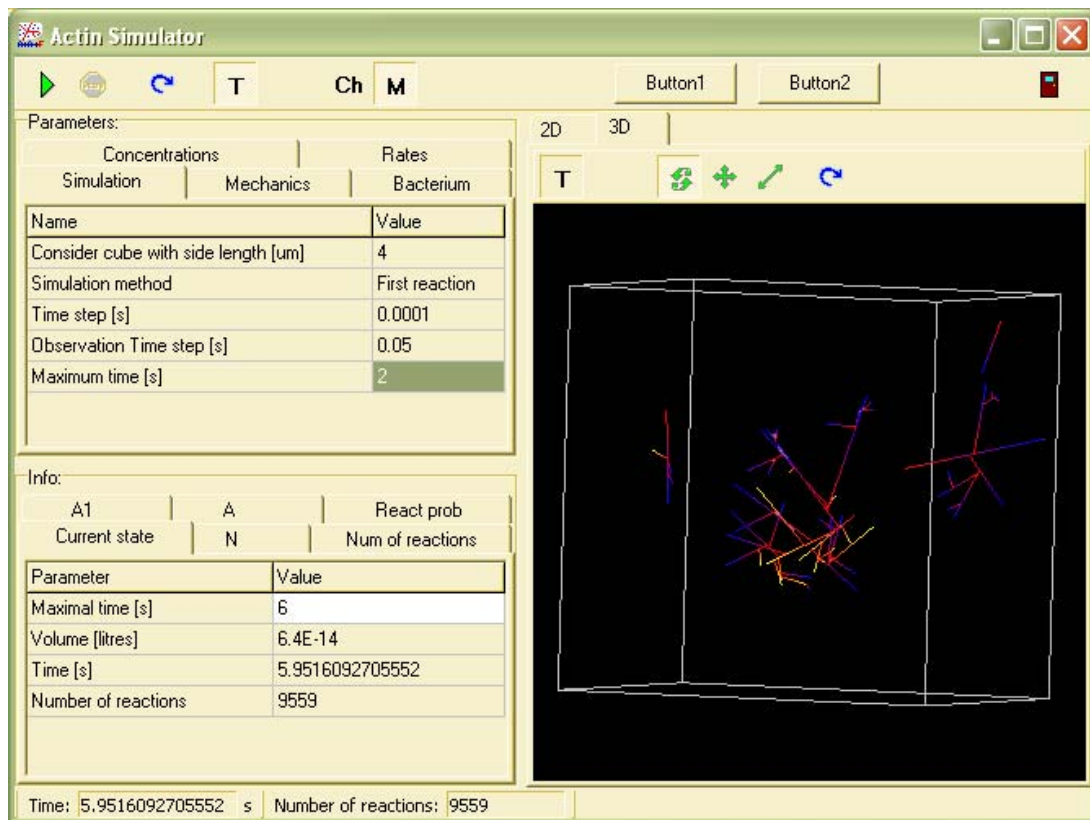 Actin Simulator
T Ch M Button1 Button2
Parameters:
Concentrations Rates
Simulation Mechanics Bacterium
Name Value
Consider cube with side length [um] 4
Simulation method First reaction
Time step [s] 0.0001
Observation Time step [s] 0.05
Maximum time [s] 2
2D 3D
T
Info:
A1 A React prob
Current state N Num of reactions
Parameter Value
Maximal time [s] 6
Volume [litres] 6.4E-14
Time [s] 5.9516092705552
Number of reactions 9559
Time: 5.9516092705552 s Number of reactions: 9559